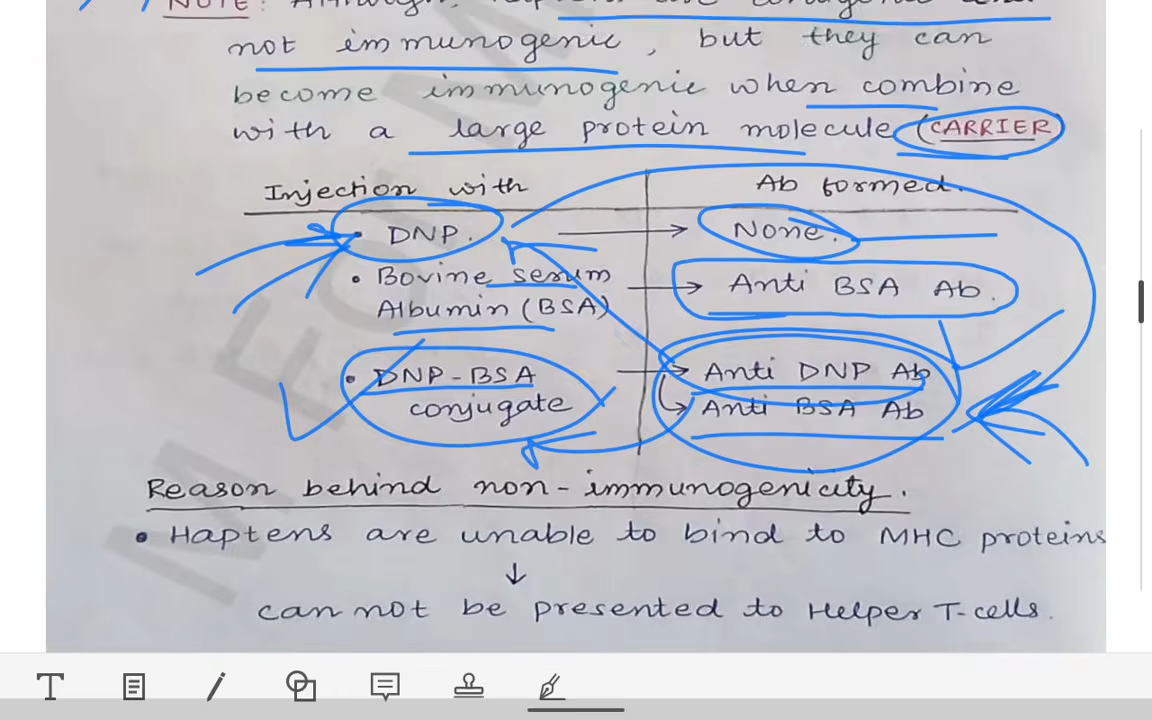 NOTE:
not immunogenic, but they can
become immunogenic when combine
with a large protein molecule (CARRIER)
Injection with Ab formed.
• DNP. → None.
• Bovine serum Albumin (BSA) → Anti BSA Ab.
• DNP-BSA conjugate → Anti DNP Ab
Anti BSA Ab
Reason behind non-immunogenicity.
• Haptens are unable to bind to MHC proteins
↓
can not be presented to Helper T-cells.